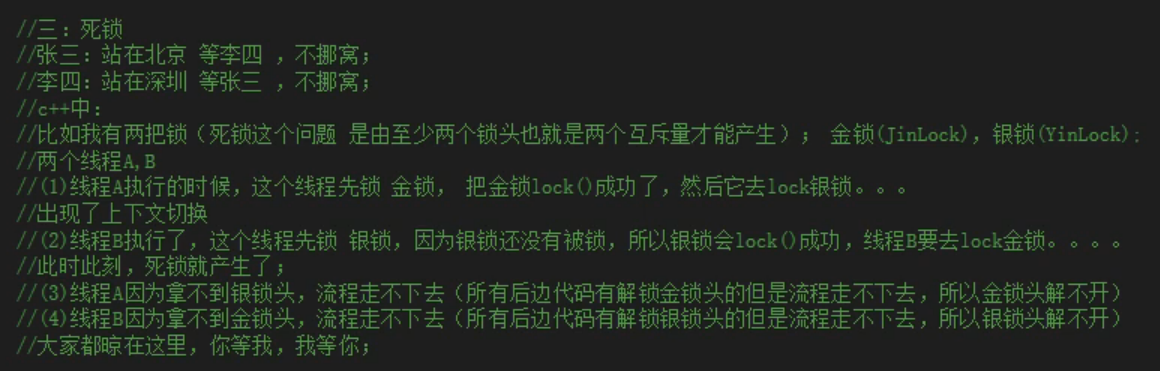 //三：死锁
//张三：站在北京 等李四 ，不挪窝；
//李四：站在深圳 等张三 ，不挪窝；
//c++中：
//比如我有两把锁（死锁这个问题 是由至少两个锁头也就是两个互斥量才能产生）； 金锁(JinLock)，银锁(YinLock);
//两个线程A,B
//(1)线程A执行的时候，这个线程先锁 金锁， 把金锁lock()成功了，然后它去lock银锁。。。
//出现了上下文切换
//(2)线程B执行了，这个线程先锁 银锁，因为银锁还没有被锁，所以银锁会lock()成功，线程B要去lock金锁。。。。
//此时此刻，死锁就产生了；
//(3)线程A因为拿不到银锁头，流程走不下去（所有后边代码有解锁金锁头的但是流程走不下去，所以金锁头解不开）
//(4)线程B因为拿不到金锁头，流程走不下去（所有后边代码有解锁银锁头的但是流程走不下去，所以银锁头解不开）
//大家都晾在这里，你等我，我等你；